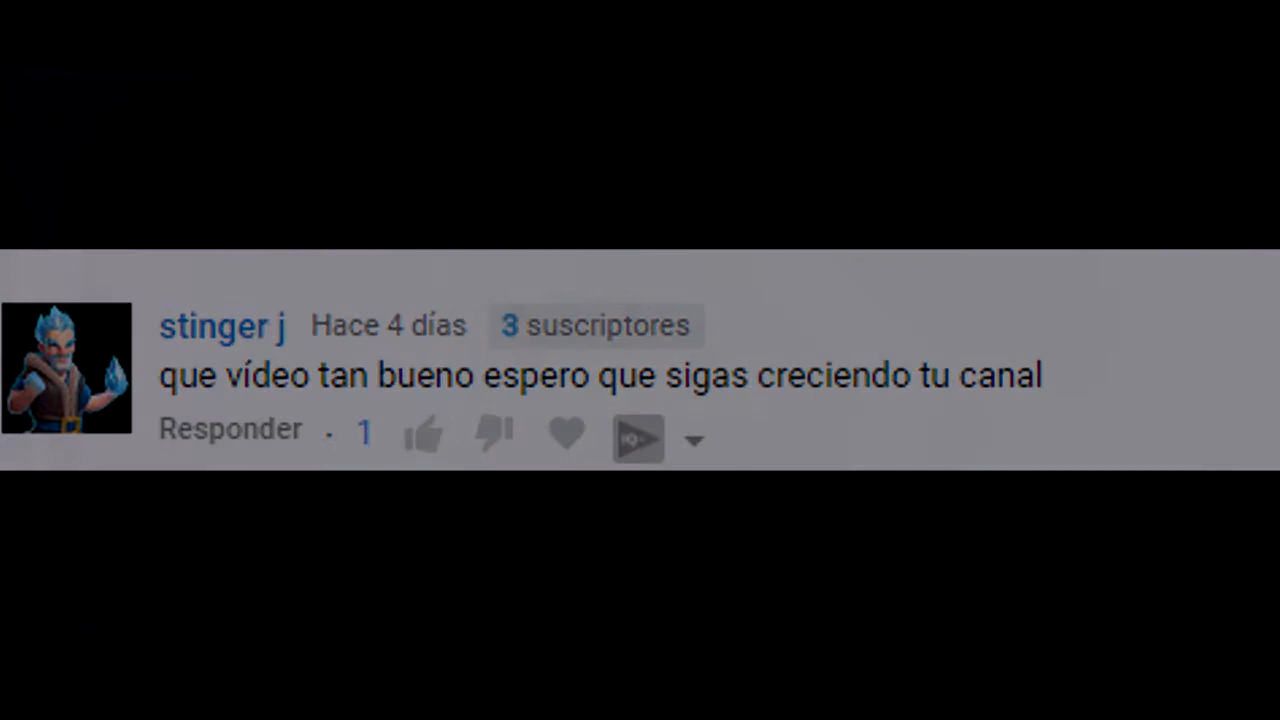 stinger j Hace 4 días 3 suscriptores
que vídeo tan bueno espero que sigas creciendo tu canal
Responder . 1